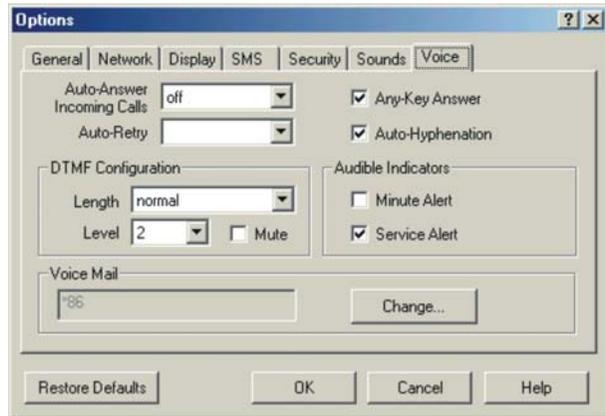 Options
General Network Display SMS Security Sounds Voice
Auto-Answer
Incoming Calls off
Any-Key Answer
Auto-Retry
Auto-Hyphenation
DTMF Configuration
Length normal
Level 2 Mute
Audible Indicators
Minute Alert
Service Alert
Voice Mail
*86
Change...
Restore Defaults OK Cancel Help